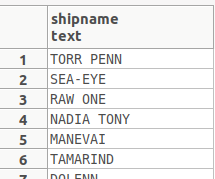 shipname
text
1 TORR PENN
2 SEA-EYE
3 RAW ONE
4 NADIA TONY
5 MANEVAI
6 TAMARIND